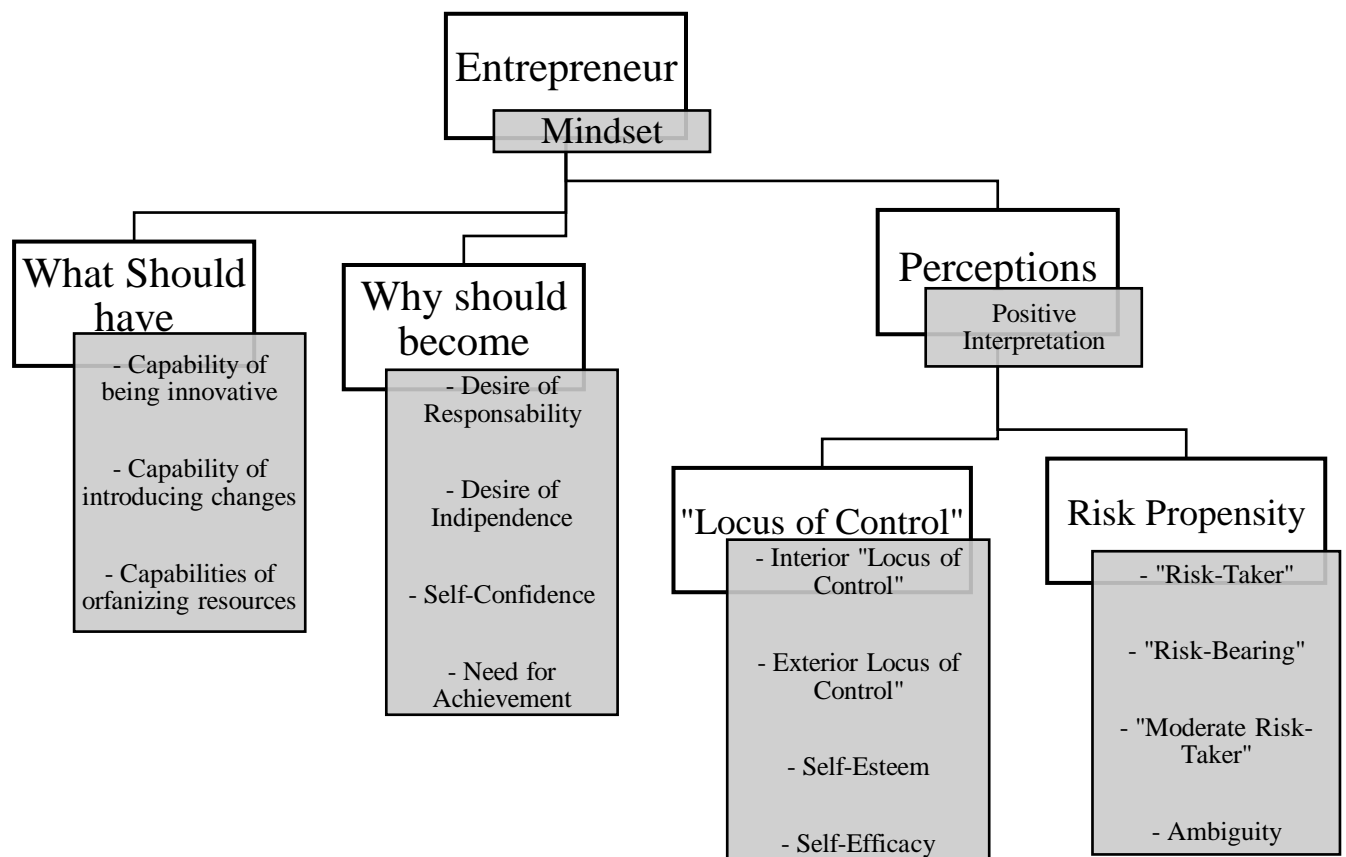 Entrepreneur
Mindset
What Should
have
- Capability of
being innovative
- Capability of
introducing changes
- Capabilities of
orfanizing resources
Why should
become
- Desire of
Responsability
- Desire of
Indipendence
- Self-Confidence
- Need for
Achievement
Perceptions
Positive
Interpretation
"Locus of Control"
- Interior "Locus of
Control"
- Exterior Locus of
Control"
- Self-Esteem
- Self-Efficacy
Risk Propensity
- "Risk-Taker"
- "Risk-Bearing"
- "Moderate Risk-
Taker"
- Ambiguity